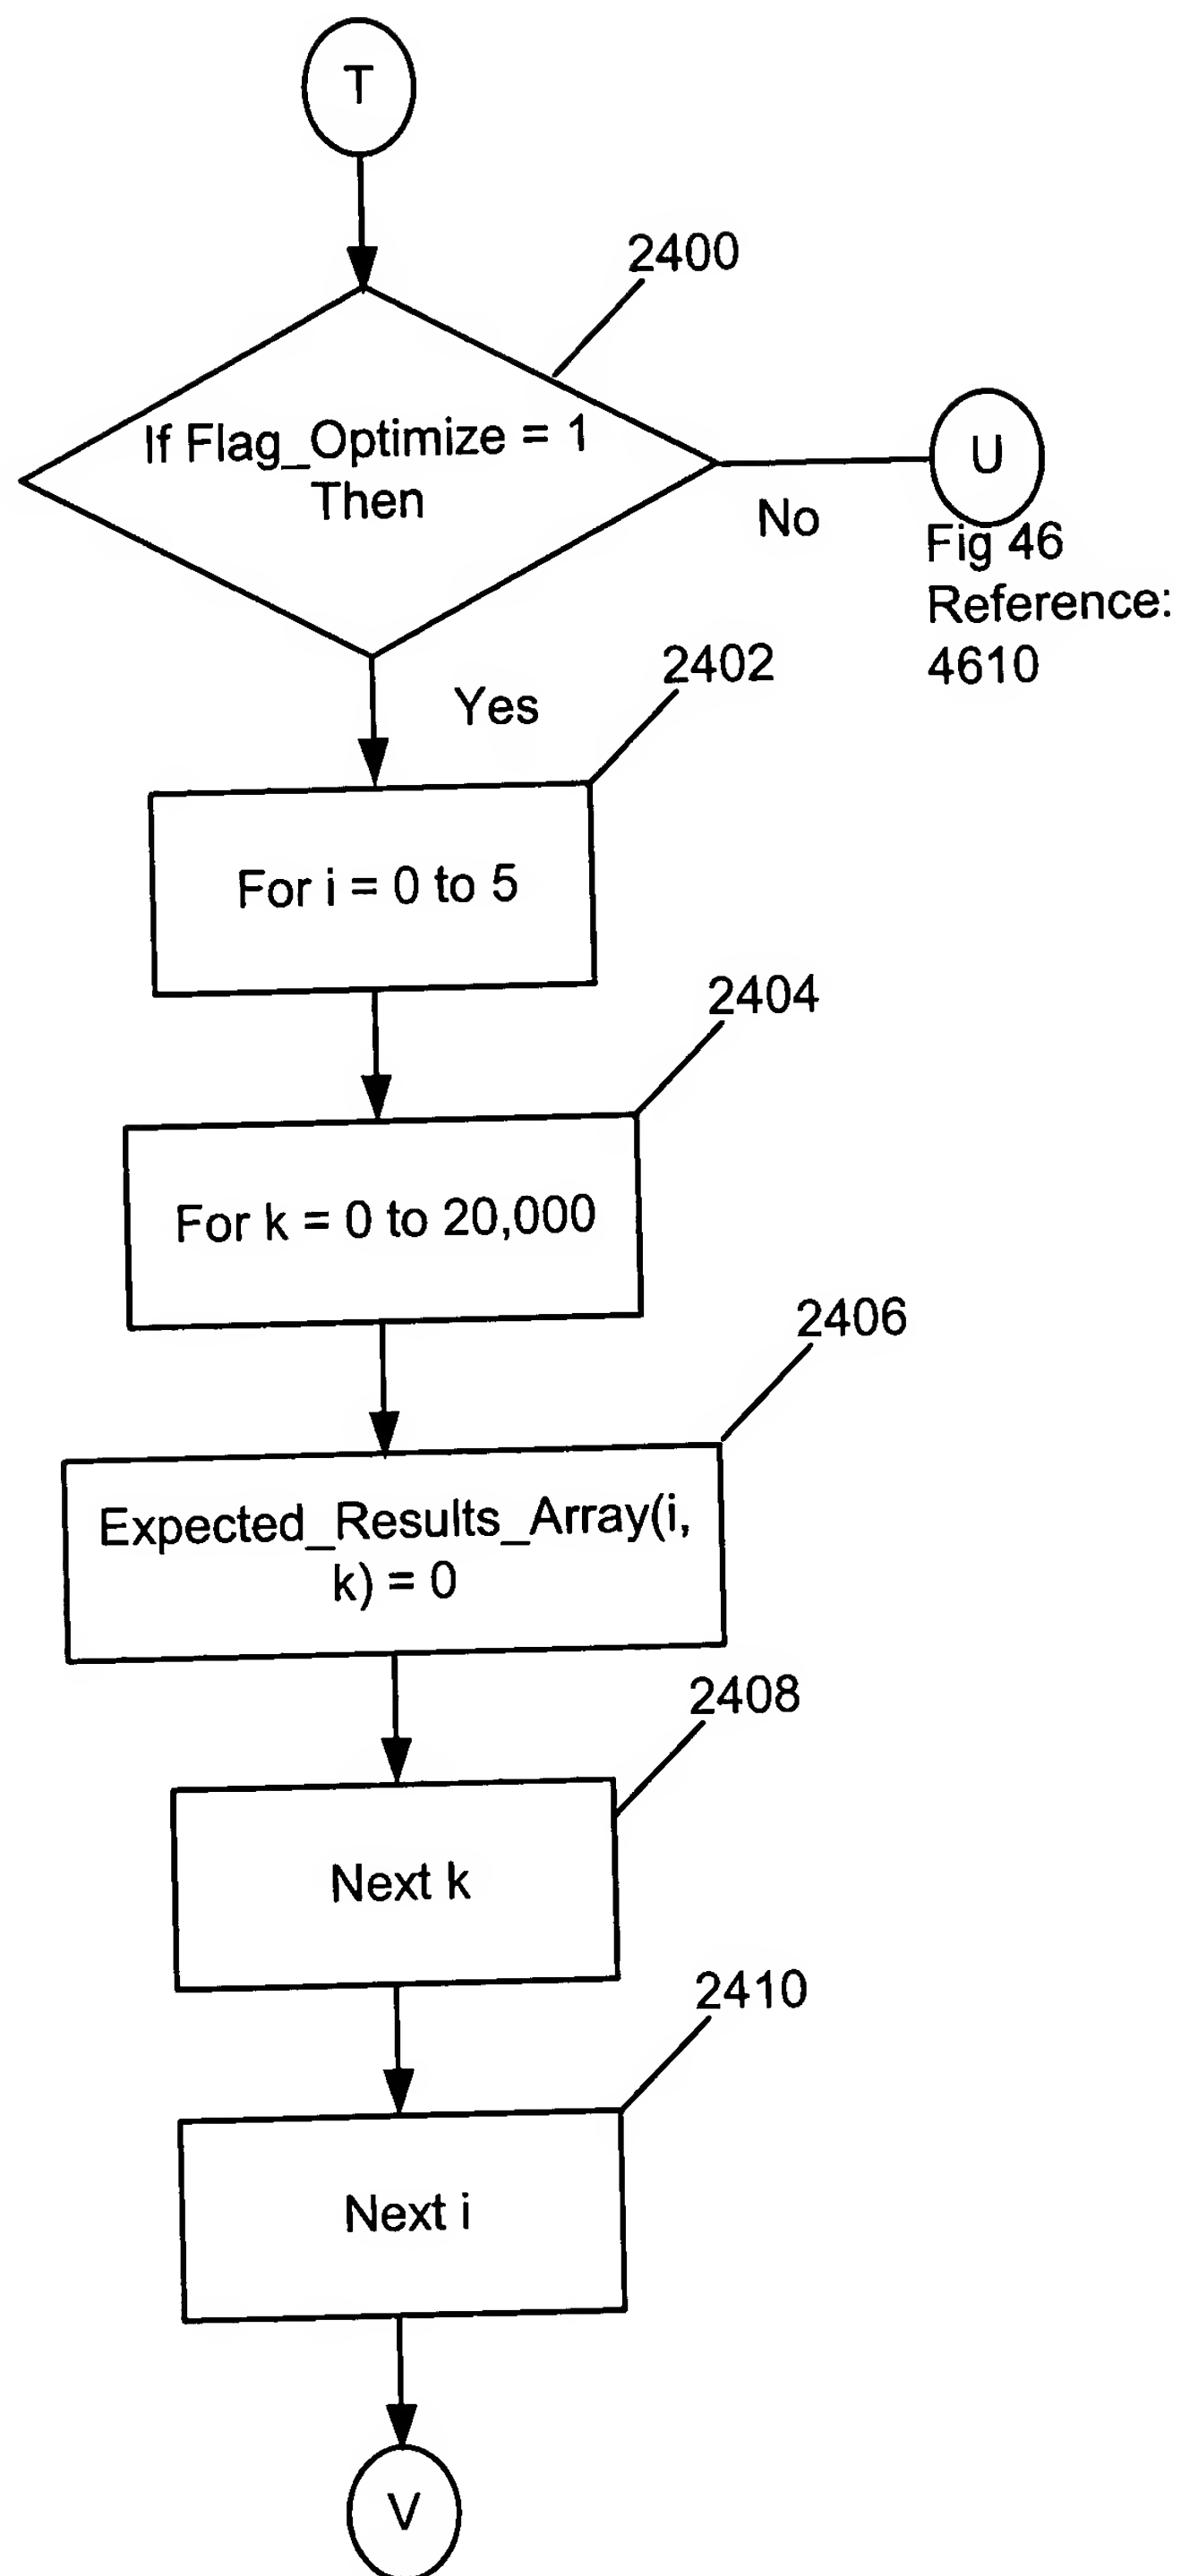 T
2400
If Flag_Optimize = 1
Then
U
No
Fig 46
Reference:
4610
2402
Yes
For i = 0 to 5
2404
For k = 0 to 20,000
2406
Expected_Results_Array(i,
k) = 0
2408
Next k
2410
Next i
V